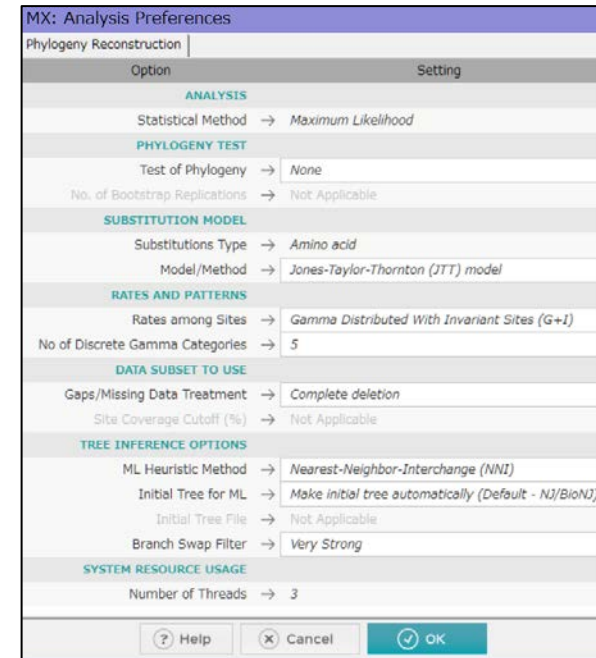 MX: Analysis Preferences
Phylogeny Reconstruction
Option Setting
ANALYSIS
Statistical Method → Maximum Likelihood
PHYLOGENY TEST
Test of Phylogeny → None
No. of Bootstrap Replications → Not Applicable
SUBSTITUTION MODEL
Substitutions Type → Amino acid
Model/Method → Jones-Taylor-Thornton (JTT) model
RATES AND PATTERNS
Rates among Sites → Gamma Distributed With Invariant Sites (G+I)
No of Discrete Gamma Categories → 5
DATA SUBSET TO USE
Gaps/Missing Data Treatment → Complete deletion
Site Coverage Cutoff (%) → Not Applicable
TREE INFERENCE OPTIONS
ML Heuristic Method → Nearest-Neighbor-Interchange (NNI)
Initial Tree for ML → Make initial tree automatically (Default - NJ/BioNJ)
Initial Tree File → Not Applicable
Branch Swap Filter → Very Strong
SYSTEM RESOURCE USAGE
Number of Threads → 3
? Help × Cancel ✓ OK